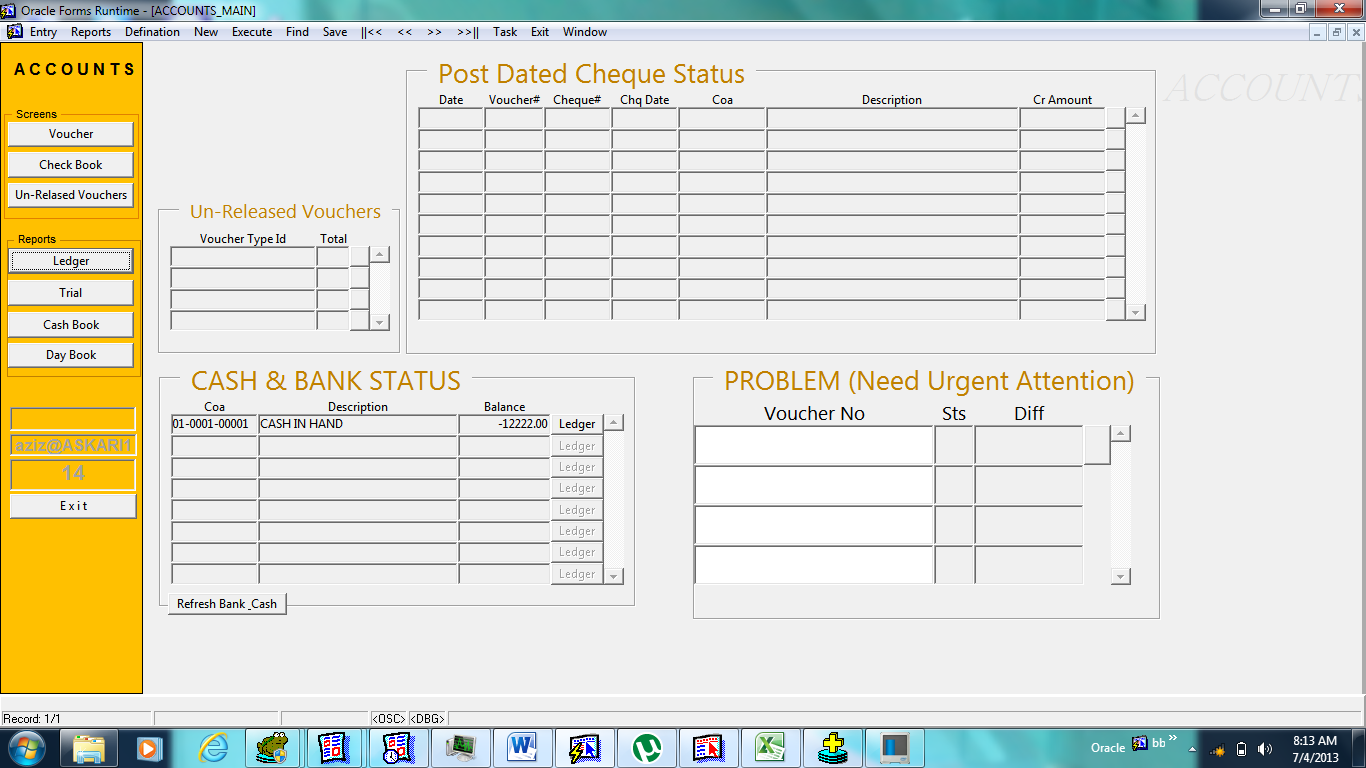 Oracle Forms Runtime - [ACCOUNTS_MAIN]
Entry Reports Defination New Execute Find Save ||<< << >> >>|| Task Exit Window
ACCOUNTS
Screens
Voucher
Check Book
Un-Relased Vouchers
Reports
Ledger
Trial
Cash Book
Day Book
aziz@ASKARI1
14
Exit
Post Dated Cheque Status
Date Voucher# Cheque# Chq Date Coa Description Cr Amount
ACCOUNTS
Un-Released Vouchers
Voucher Type Id Total
CASH & BANK STATUS
Coa Description Balance
01-0001-00001 CASH IN HAND -12222.00 Ledger
Ledger
Ledger
Ledger
Ledger
Ledger
Ledger
Ledger
Refresh Bank _Cash
PROBLEM (Need Urgent Attention)
Voucher No Sts Diff
Record: 1/1 <OSC> <DBG>
Oracle bb
8:13 AM
7/4/2013